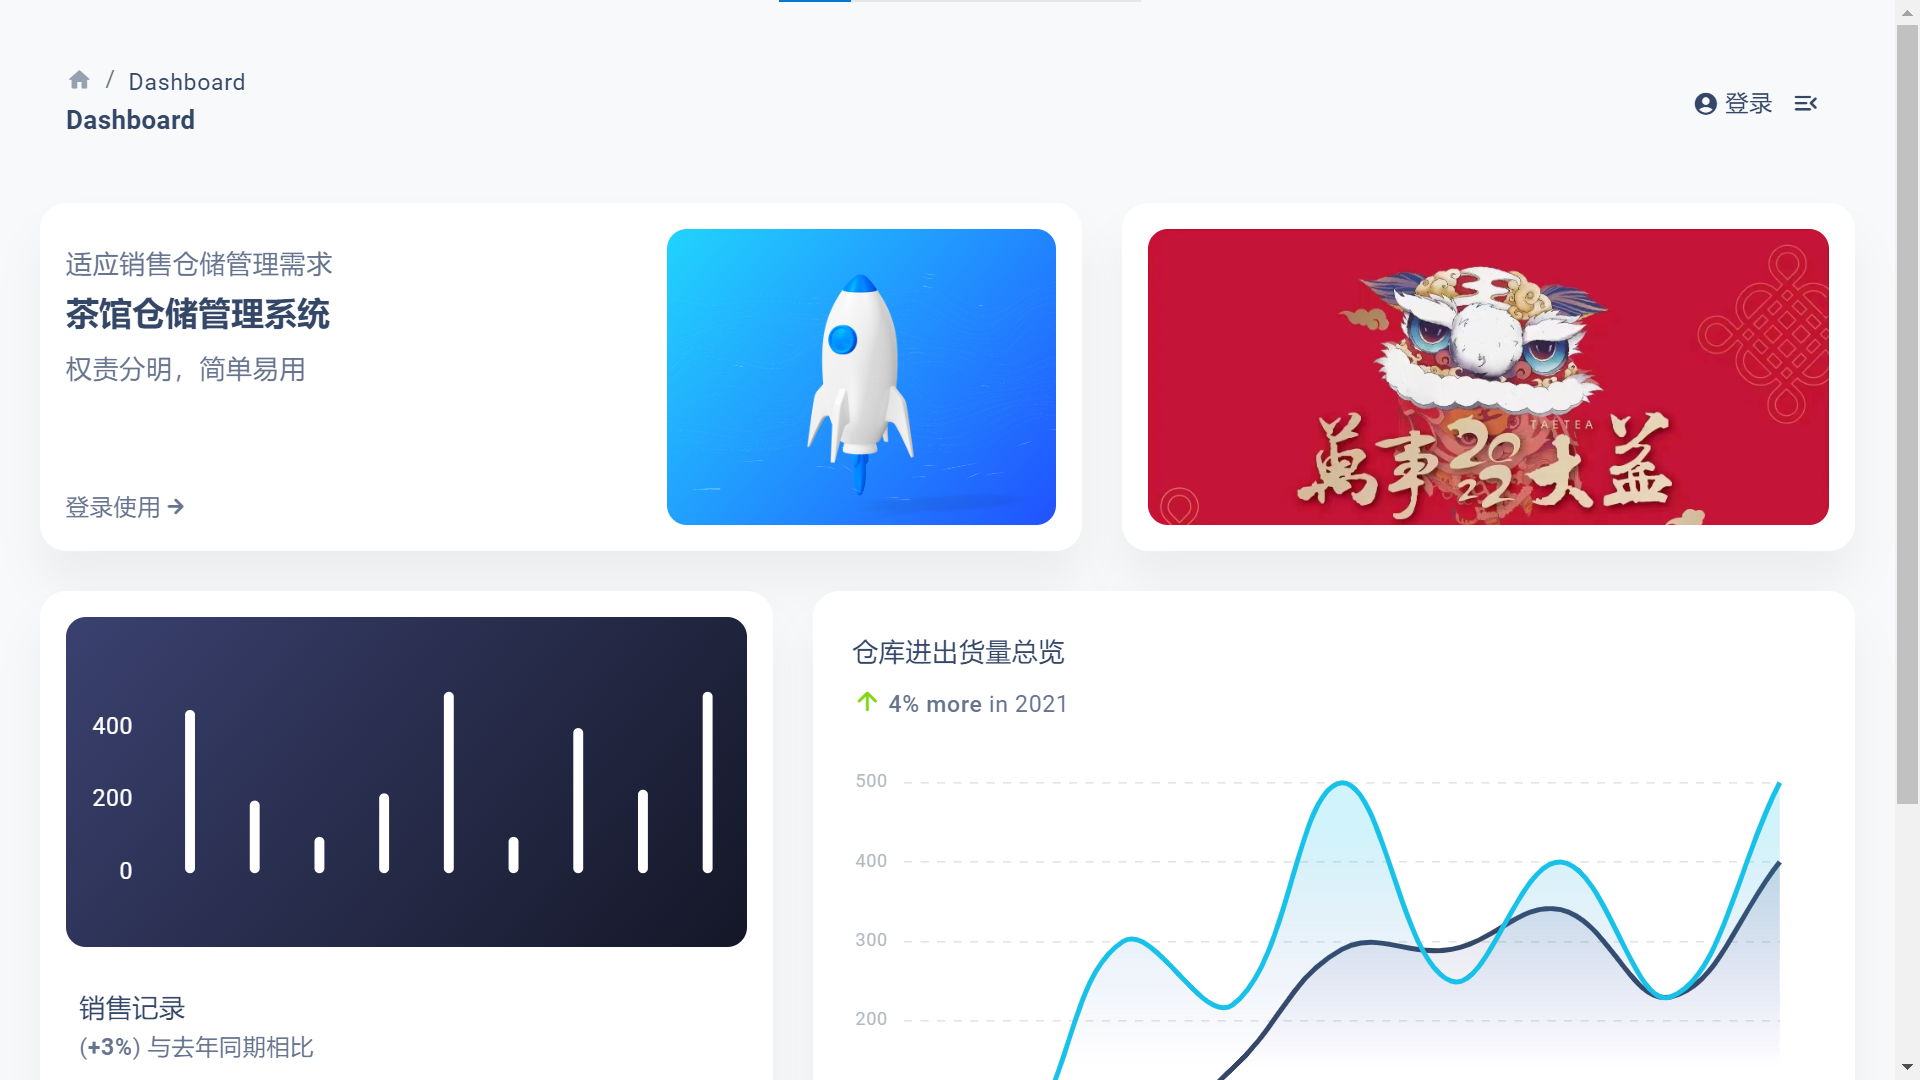 / Dashboard
Dashboard
登录
适应销售仓储管理需求
茶馆仓储管理系统
权责分明，简单易用
登录使用
TAETEA
萬事2022大益
400
200
0
销售记录
(+3%) 与去年同期相比
仓库进出货量总览
4% more in 2021
500
400
300
200